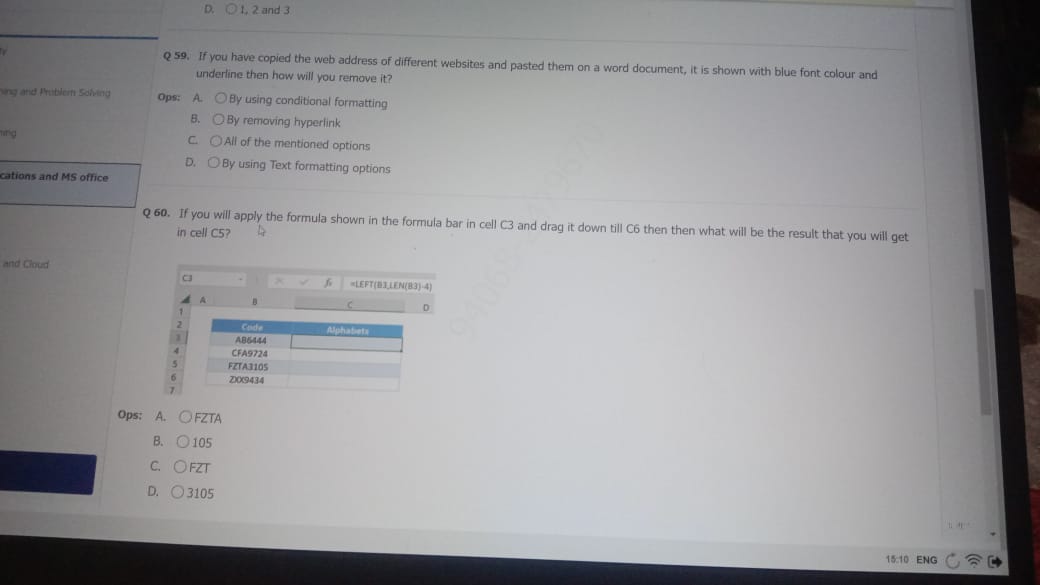 D. 1, 2 and 3
Q 59. If you have copied the web address of different websites and pasted them on a word document, it is shown with blue font colour and
underline then how will you remove it?
ning and Problem Solving
Ops: A. By using conditional formatting
B. By removing hyperlink
ning
C. All of the mentioned options
D. By using Text formatting options
cations and MS office
Q 60. If you will apply the formula shown in the formula bar in cell C3 and drag it down till C6 then then what will be the result that you will get
in cell C5?
and Cloud
C3 fx =LEFT(B3,LEN(B3)-4)
A B C D
1
2 Code Alphabets
3 AB6444
4 CFA9724
5 FZTA3105
6 ZXX9434
7
Ops: A. FZTA
B. 105
C. FZT
D. 3105
15:10 ENG